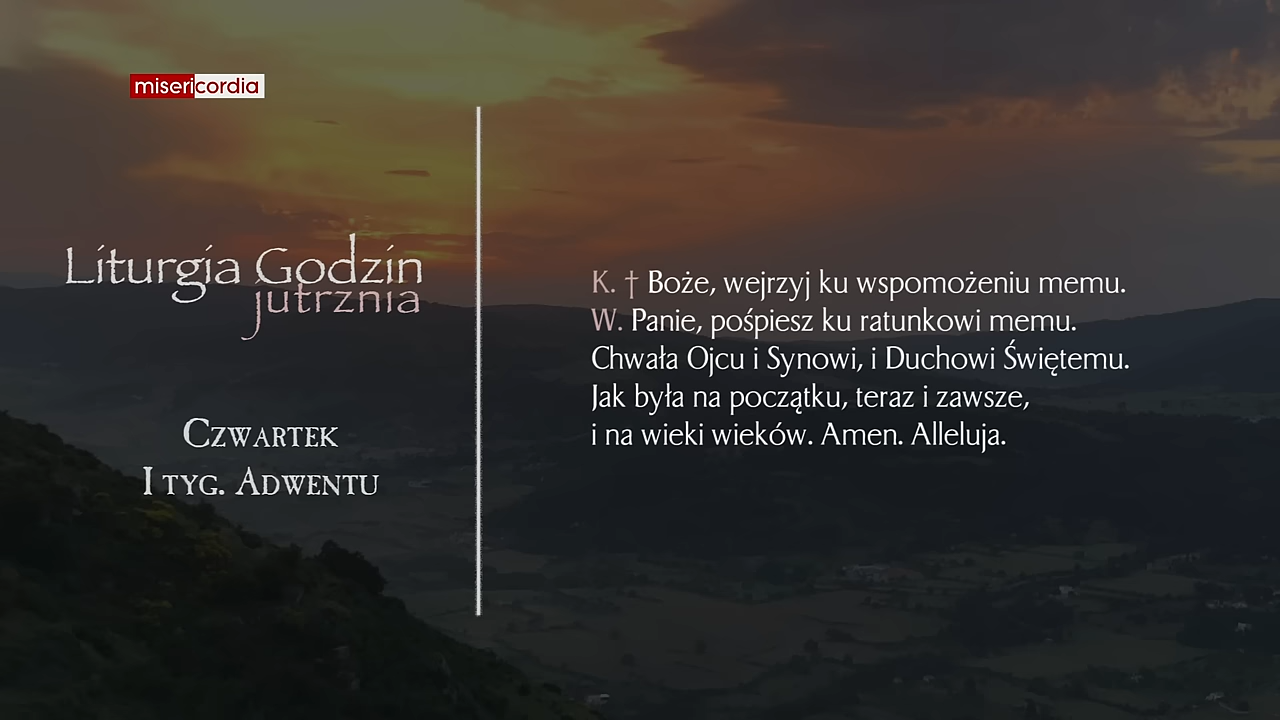 misericordia
Liturgia Godzin
jutrznia
Czwartek
I tyg. Adwentu
K. † Boże, wejrzyj ku wspomożeniu memu.
W. Panie, pośpiesz ku ratunkowi memu.
Chwała Ojcu i Synowi, i Duchowi Świętemu.
Jak była na początku, teraz i zawsze,
i na wieki wieków. Amen. Alleluja.